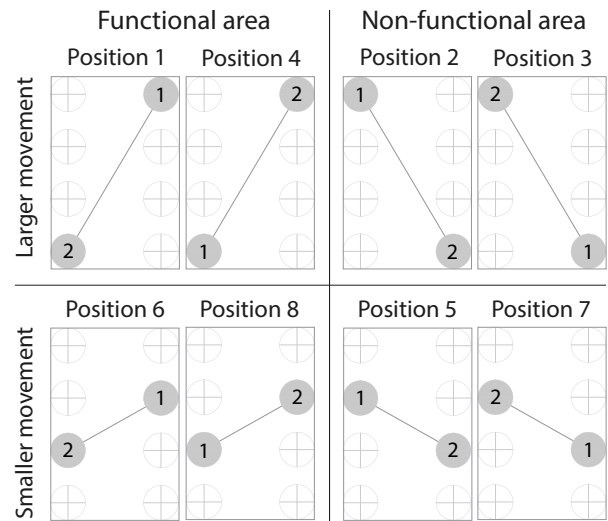 Functional area
Non-functional area
Position 1
Position 4
Position 2
Position 3
Larger movement
1
2
1
2
2
1
2
1
Position 6
Position 8
Position 5
Position 7
Smaller movement
1
2
1
2
2
1
2
1